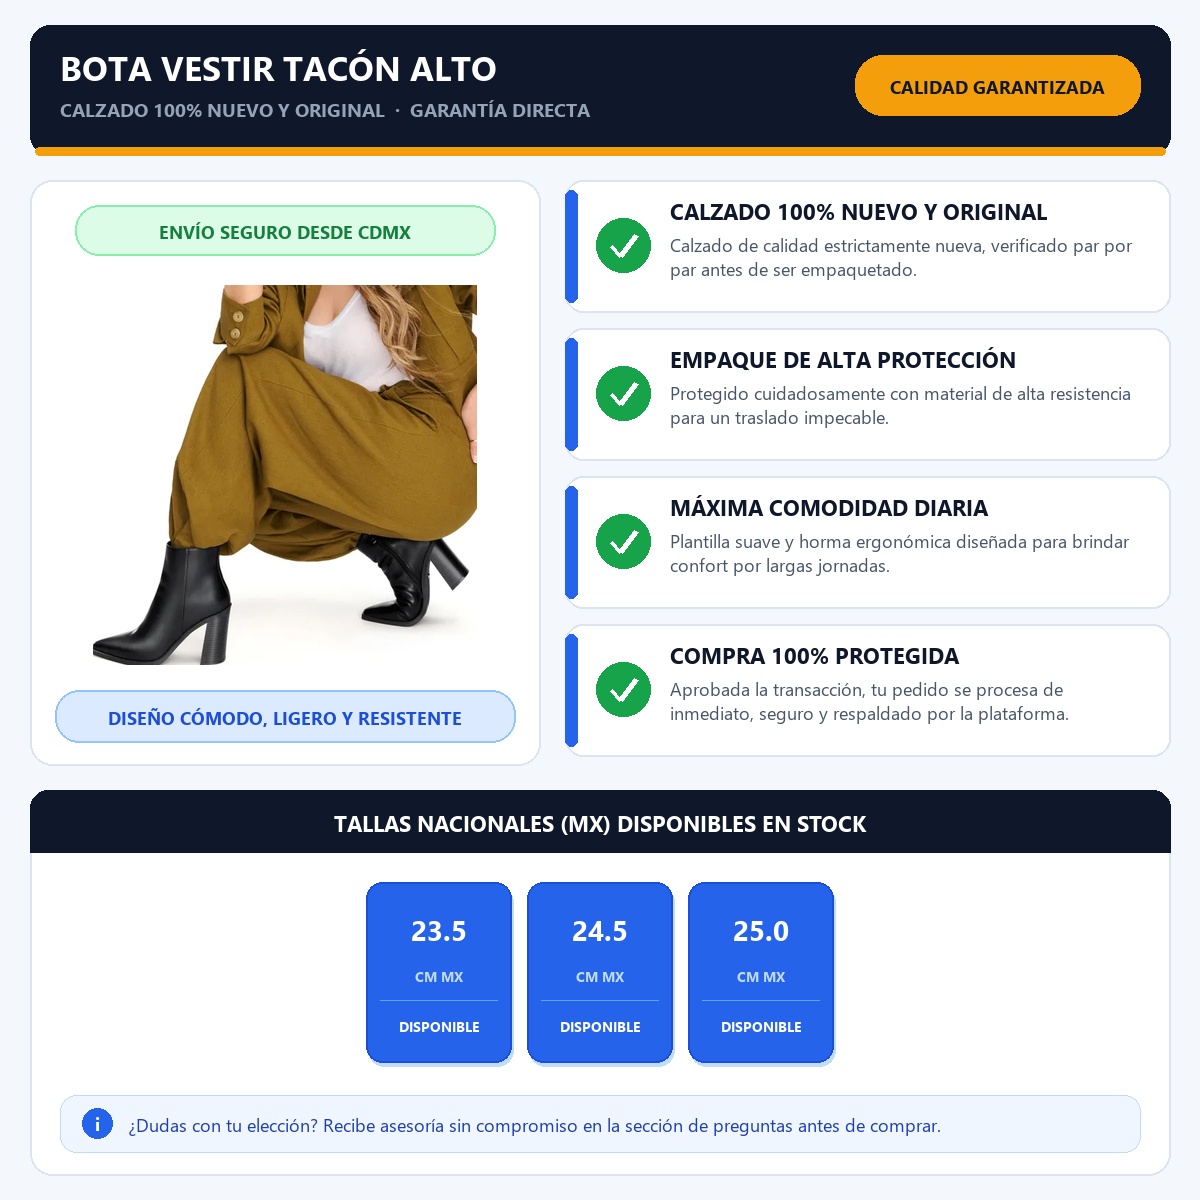 BOTA VESTIR TACÓN ALTO
CALZADO 100% NUEVO Y ORIGINAL · GARANTÍA DIRECTA
CALIDAD GARANTIZADA
ENVÍO SEGURO DESDE CDMX
DISEÑO CÓMODO, LIGERO Y RESISTENTE
CALZADO 100% NUEVO Y ORIGINAL
Calzado de calidad estrictamente nueva, verificado par por
par antes de ser empaquetado.
EMPAQUE DE ALTA PROTECCIÓN
Protegido cuidadosamente con material de alta resistencia
para un traslado impecable.
MÁXIMA COMODIDAD DIARIA
Plantilla suave y horma ergonómica diseñada para brindar
confort por largas jornadas.
COMPRA 100% PROTEGIDA
Aprobada la transacción, tu pedido se procesa de
inmediato, seguro y respaldado por la plataforma.
TALLAS NACIONALES (MX) DISPONIBLES EN STOCK
23.5
CM MX
DISPONIBLE
24.5
CM MX
DISPONIBLE
25.0
CM MX
DISPONIBLE
¿Dudas con tu elección? Recibe asesoría sin compromiso en la sección de preguntas antes de comprar.